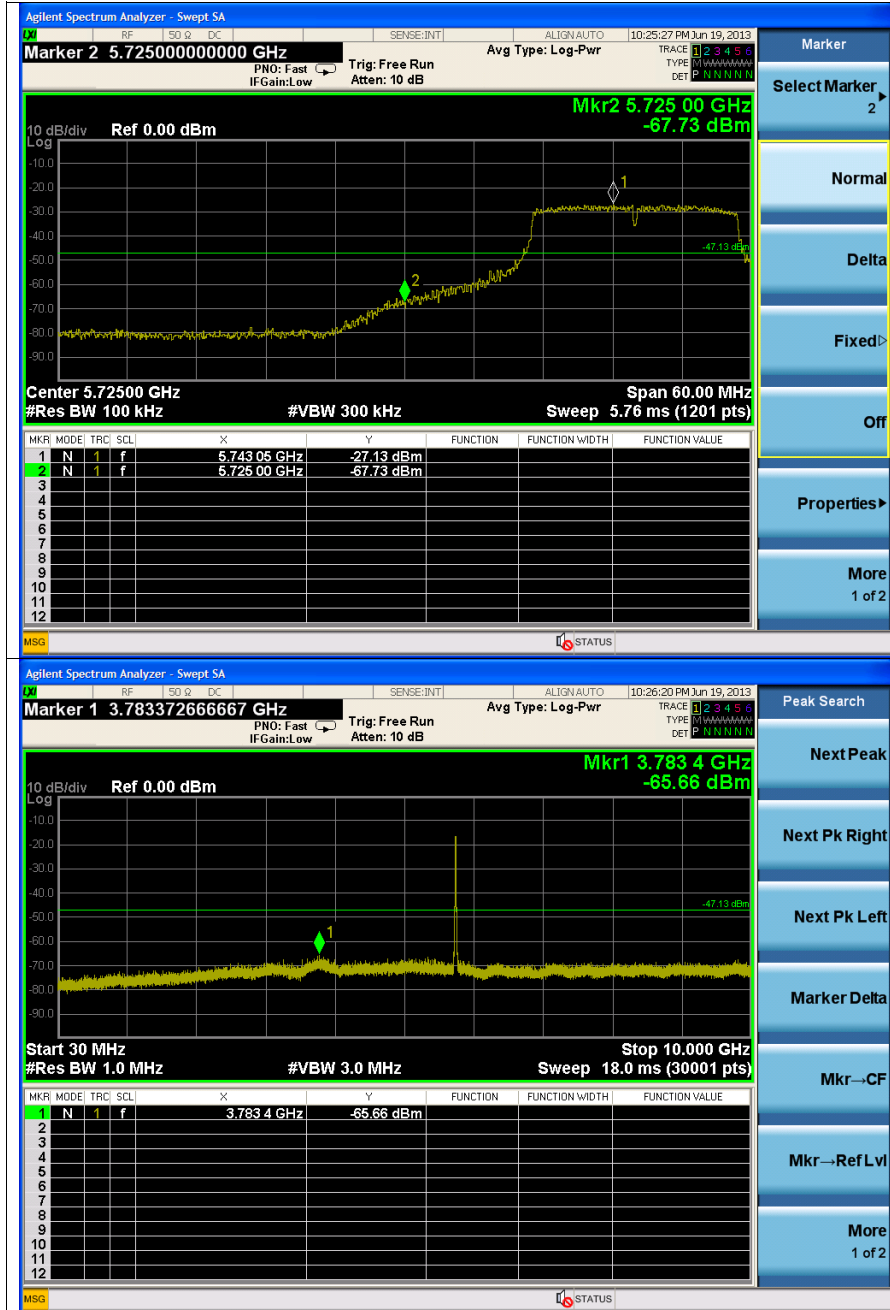 Agilent Spectrum Analyzer - Swept SA
LXI RF 50 Ω DC SENSE:INT ALIGN AUTO 10:25:27 PM Jun 19, 2013
Marker 2 5.725000000000 GHz
PNO: Fast
IFGain:Low
Trig: Free Run
Atten: 10 dB
Avg Type: Log-Pwr
TRACE 1 2 3 4 5 6
TYPE M
DET P N N N N N
Marker
Select Marker
2
Normal
Delta
Fixed
Off
Properties
More
1 of 2
Mkr2 5.725 00 GHz
-67.73 dBm
10 dB/div Ref 0.00 dBm
Log
-10.0
-20.0
-30.0
-40.0
-50.0
-60.0
-70.0
-80.0
-90.0
1
2
-47.13 dBm
Center 5.72500 GHz Span 60.00 MHz
#Res BW 100 kHz #VBW 300 kHz Sweep 5.76 ms (1201 pts)
MKR MODE TRC SCL X Y FUNCTION FUNCTION WIDTH FUNCTION VALUE
1 N 1 f 5.743 05 GHz -27.13 dBm
2 N 1 f 5.725 00 GHz -67.73 dBm
3
4
5
6
7
8
9
10
11
12
MSG STATUS
Agilent Spectrum Analyzer - Swept SA
LXI RF 50 Ω DC SENSE:INT ALIGN AUTO 10:26:20 PM Jun 19, 2013
Marker 1 3.783372666667 GHz
PNO: Fast
IFGain:Low
Trig: Free Run
Atten: 10 dB
Avg Type: Log-Pwr
TRACE 1 2 3 4 5 6
TYPE M
DET P N N N N N
Peak Search
Next Peak
Next Pk Right
Next Pk Left
Marker Delta
Mkr→CF
Mkr→Ref Lvl
More
1 of 2
Mkr1 3.783 4 GHz
-65.66 dBm
10 dB/div Ref 0.00 dBm
Log
-10.0
-20.0
-30.0
-40.0
-50.0
-60.0
-70.0
-80.0
-90.0
1
-47.13 dBm
Start 30 MHz Stop 10.000 GHz
#Res BW 1.0 MHz #VBW 3.0 MHz Sweep 18.0 ms (30001 pts)
MKR MODE TRC SCL X Y FUNCTION FUNCTION WIDTH FUNCTION VALUE
1 N 1 f 3.783 4 GHz -65.66 dBm
2
3
4
5
6
7
8
9
10
11
12
MSG STATUS